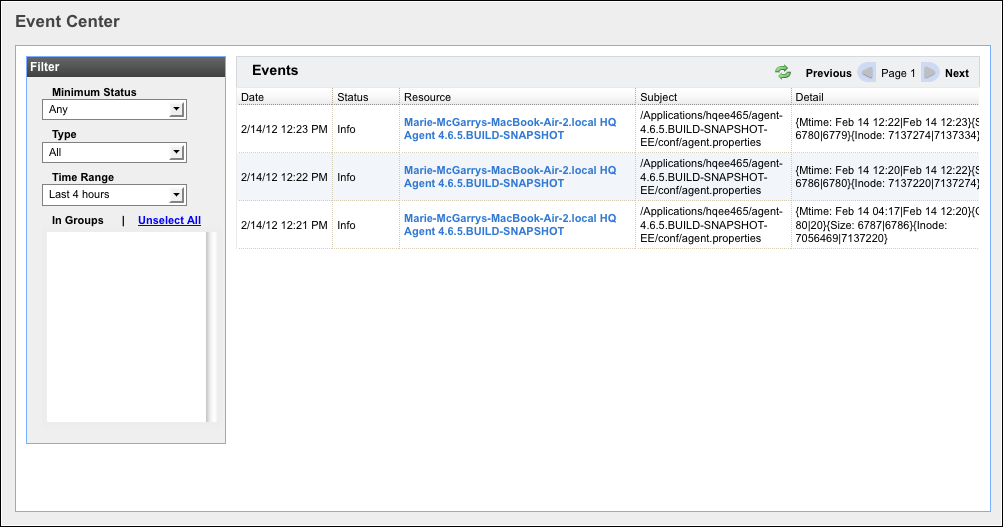 Event Center
Filter
Minimum Status
Any
Type
All
Time Range
Last 4 hours
In Groups | Unselect All
Events
Previous Page 1 Next
Date Status Resource Subject Detail
2/14/12 12:23 PM Info
Marie-McGarrys-MacBook-Air-2.local HQ
Agent 4.6.5.BUILD-SNAPSHOT
/Applications/hqee465/agent-
4.6.5.BUILD-SNAPSHOT-
EE/conf/agent.properties
{Mtime: Feb 14 12:22|Feb 14 12:23}{S
6780|6779}{Inode: 7137274|7137334}
2/14/12 12:22 PM Info
Marie-McGarrys-MacBook-Air-2.local HQ
Agent 4.6.5.BUILD-SNAPSHOT
/Applications/hqee465/agent-
4.6.5.BUILD-SNAPSHOT-
EE/conf/agent.properties
{Mtime: Feb 14 12:20|Feb 14 12:22}{S
6786|6780}{Inode: 7137220|7137274}
2/14/12 12:21 PM Info
Marie-McGarrys-MacBook-Air-2.local HQ
Agent 4.6.5.BUILD-SNAPSHOT
/Applications/hqee465/agent-
4.6.5.BUILD-SNAPSHOT-
EE/conf/agent.properties
{Mtime: Feb 14 04:17|Feb 14 12:20}{
80|20}{Size: 6787|6786}{Inode:
7056469|7137220}